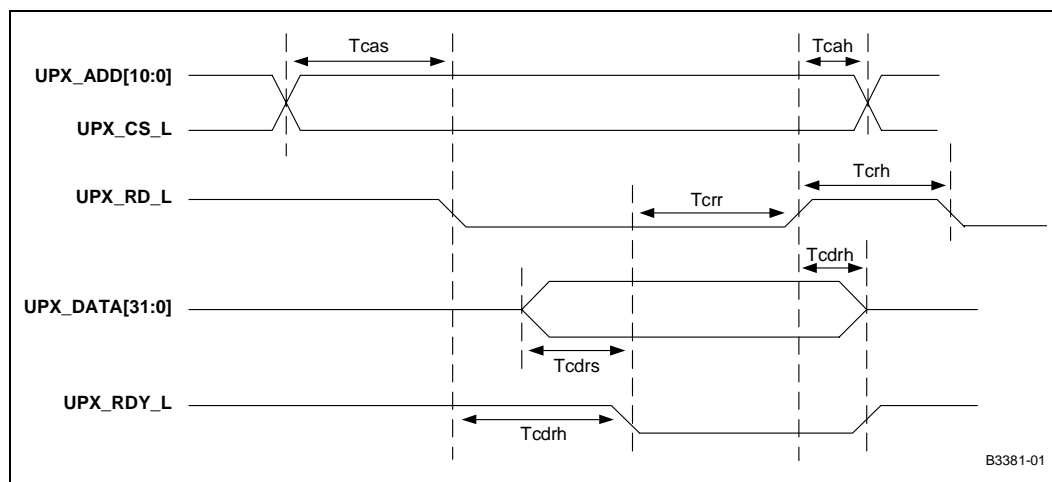 Tcas
Tcah
UPX_ADD[10:0]
UPX_CS_L
Tcrh
UPX_RD_L
Tcrr
Tcdrh
UPX_DATA[31:0]
Tcdrs
UPX_RDY_L
Tcdrh
B3381-01